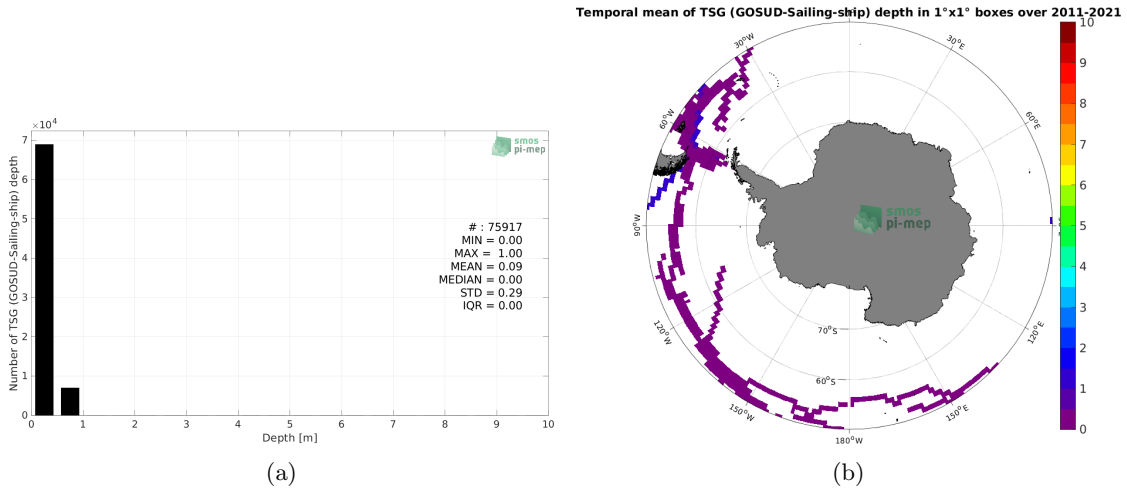 Temporal mean of TSG (GOSUD-Sailing-ship) depth in 1°x1° boxes over 2011-2021
×10⁴
7
6
5
4
3
2
1
0
Number of TSG (GOSUD-Sailing-ship) depth
smos
pi-mep
# : 75917
MIN = 0.00
MAX = 1.00
MEAN = 0.09
MEDIAN = 0.00
STD = 0.29
IQR = 0.00
0 1 2 3 4 5 6 7 8 9 10
Depth [m]
(a)
30°W
30°E
60°W
60°E
90°W
smos
pi-mep
120°W
120°E
70°S
60°S
150°W
150°E
180°W
10
9
8
7
6
5
4
3
2
1
0
(b)